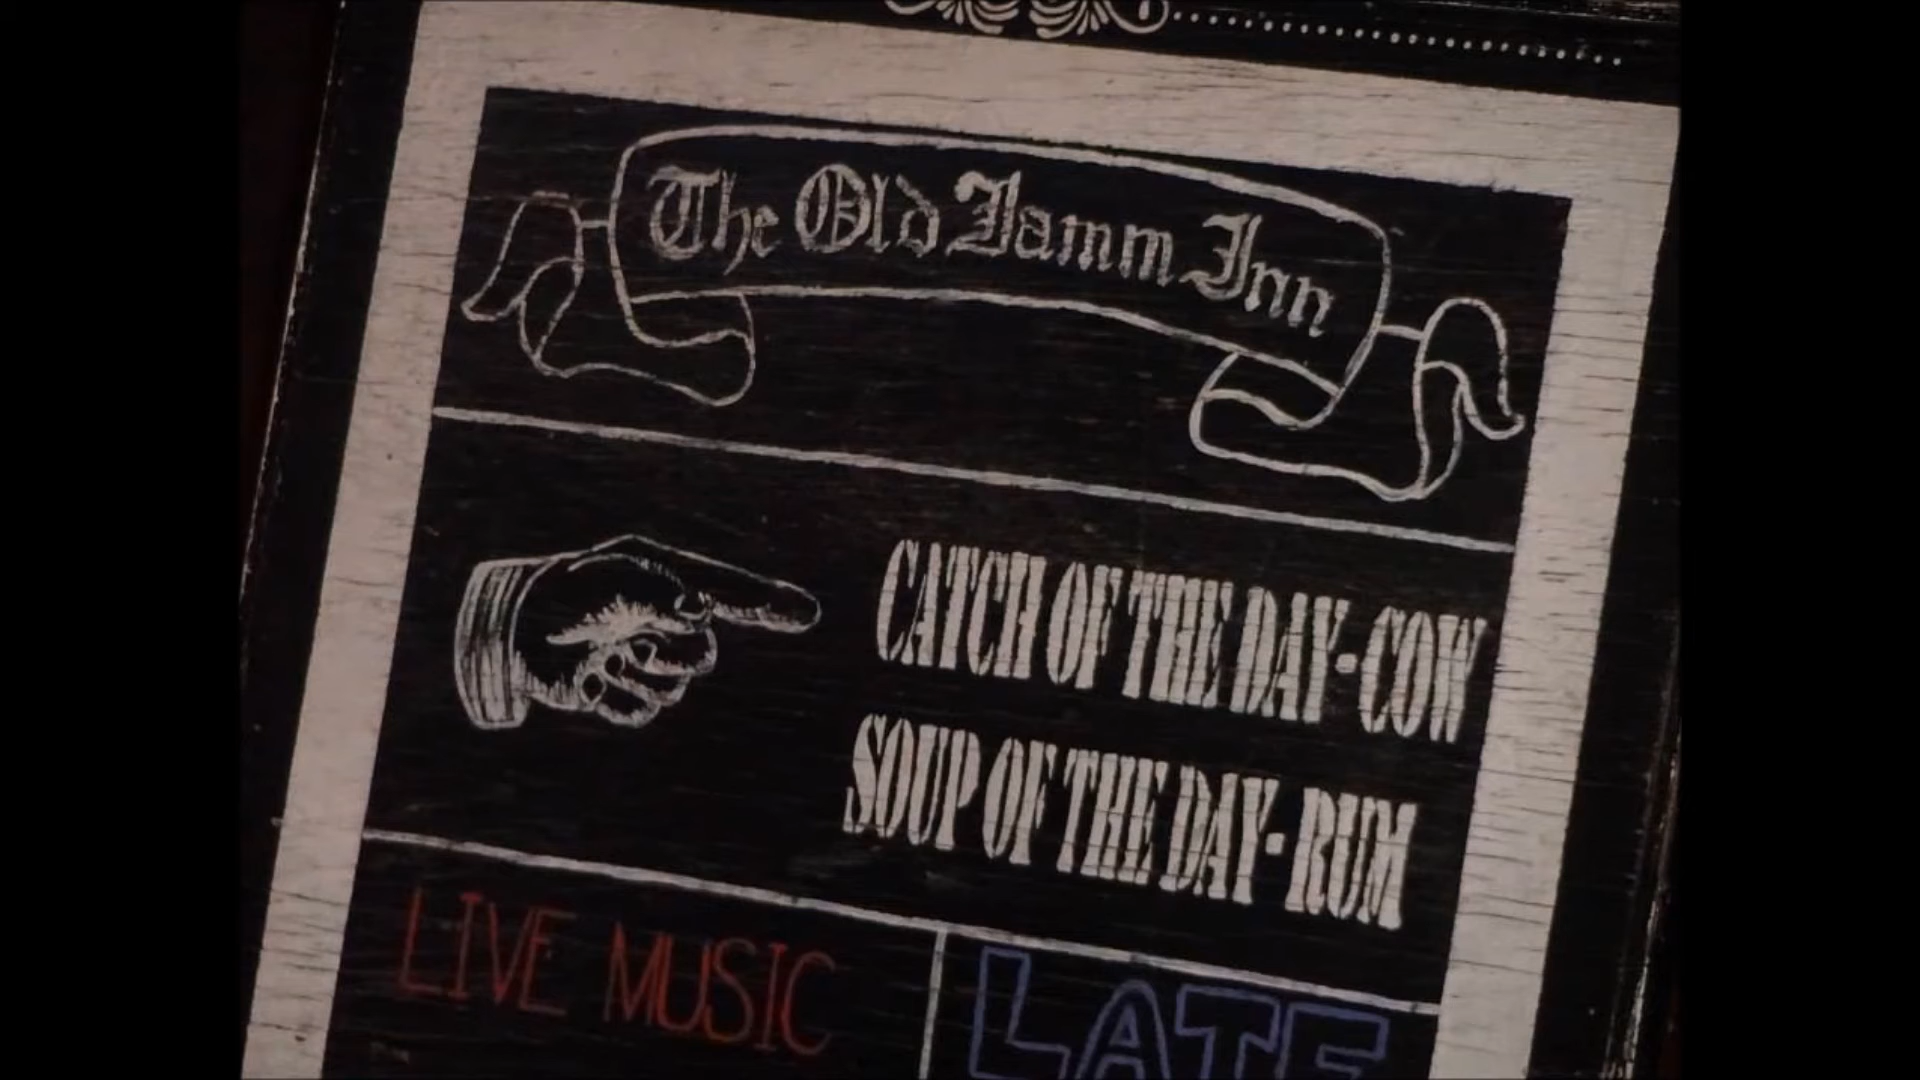 The Old Jamm Inn
CATCH OF THE DAY-COW
SOUP OF THE DAY-RUM
LIVE MUSIC
LATE